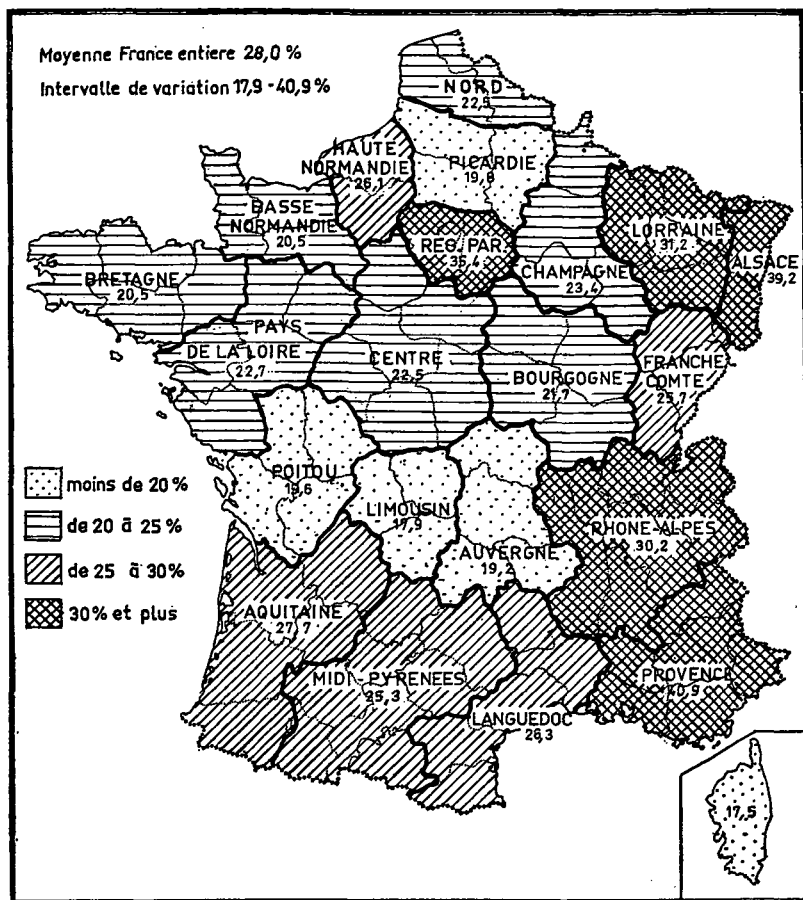 Moyenne France entiere 28,0 %
Intervalle de variation 17,9 - 40,9 %
NORD
22,5
HAUTE
NORMANDIE
26,1
PICARDIE
19,8
BASSE
NORMANDIE
20,5
REG. PAR.
35,4
LORRAINE
31,2
ALSACE
39,2
CHAMPAGNE
23,4
BRETAGNE
20,5
PAYS
DE LA LOIRE
22,7
CENTRE
22,5
BOURGOGNE
21,7
FRANCHE
COMTE
25,7
POITOU
19,6
LIMOUSIN
17,9
AUVERGNE
19,2
RHONE-ALPES
30,2
moins de 20 %
de 20 à 25 %
de 25 à 30%
30% et plus
AQUITAINE
27,7
MIDI-PYRENEES
25,3
LANGUEDOC
26,3
PROVENCE
40,9
17,5